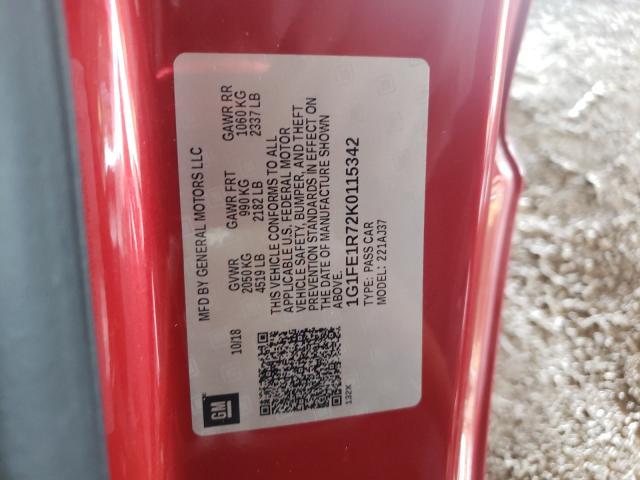 MFD BY GENERAL MOTORS LLC
10/18
GVWR GAWR FRT GAWR RR
2050 KG 990 KG 1060 KG
4519 LB 2182 LB 2337 LB
THIS VEHICLE CONFORMS TO ALL
APPLICABLE U.S. FEDERAL MOTOR
VEHICLE SAFETY, BUMPER, AND THEFT
PREVENTION STANDARDS IN EFFECT ON
THE DATE OF MANUFACTURE SHOWN
ABOVE.
1G1FE1R72K0115342
TYPE: PASS CAR
MODEL: 221AJ37
GM
132X